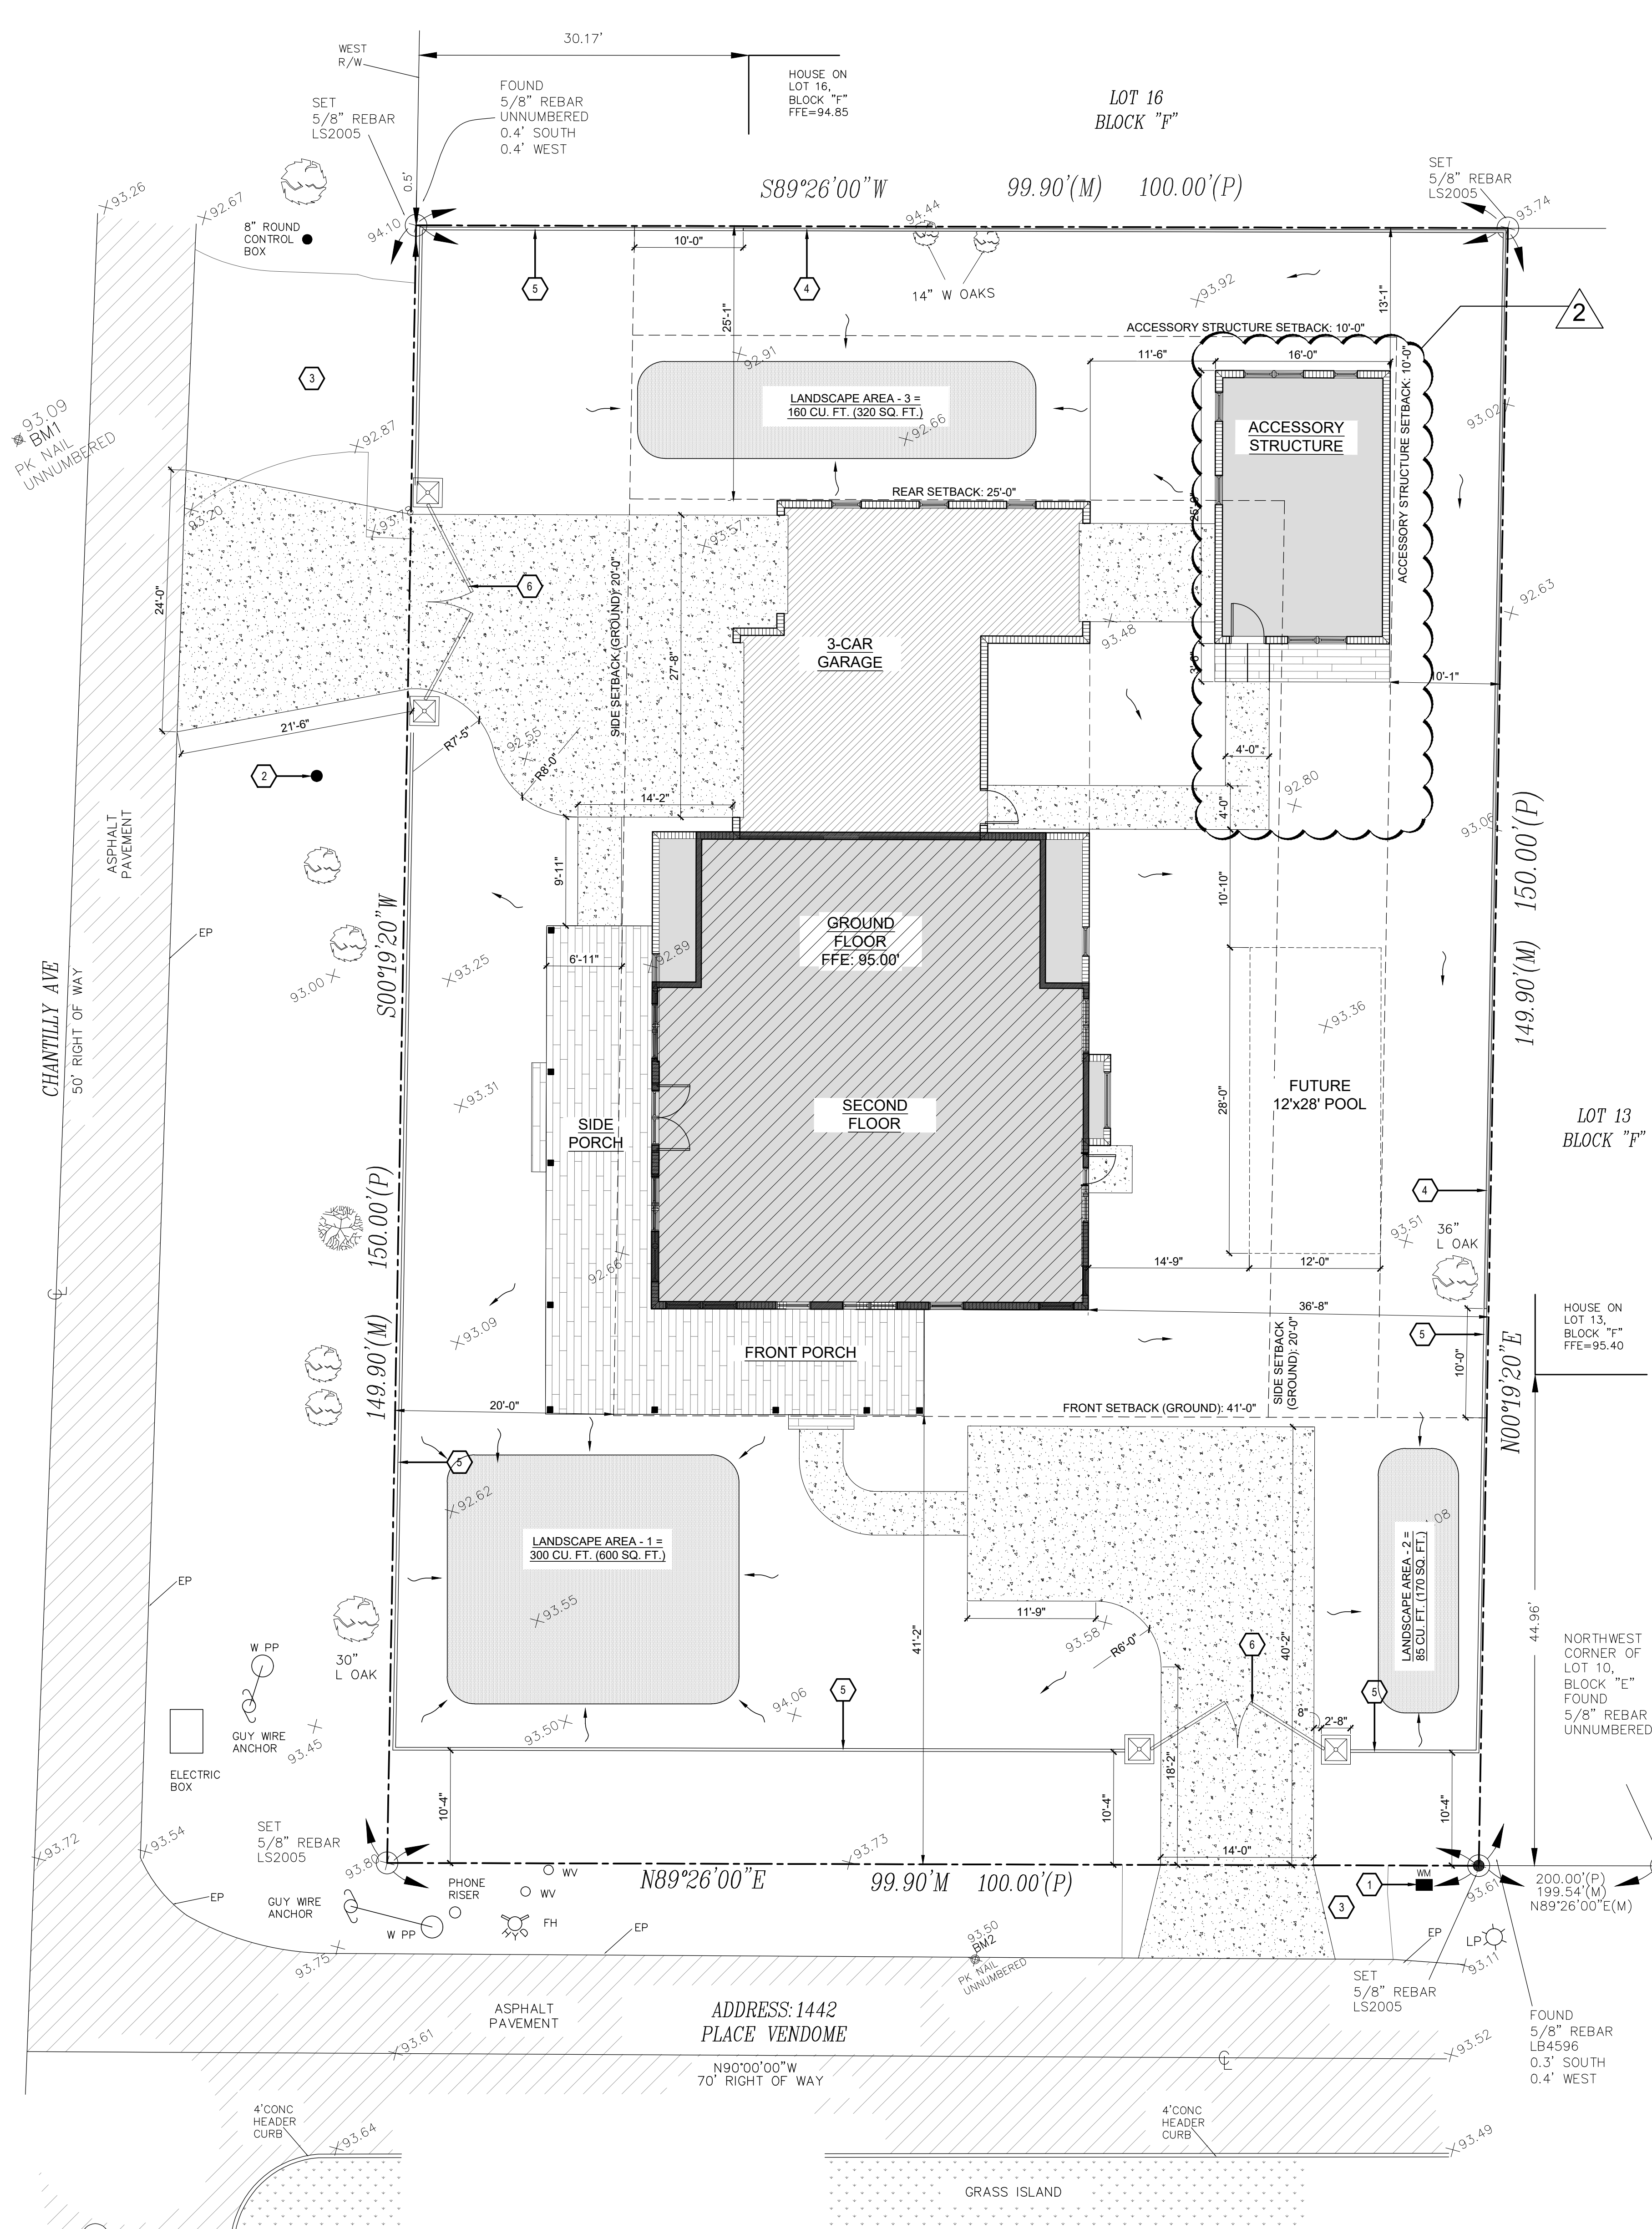 30.17'
WEST
R/W
HOUSE ON
LOT 16,
BLOCK "F"
FFE=94.85
FOUND
5/8" REBAR
UNNUMBERED
0.4' SOUTH
0.4' WEST
SET
5/8" REBAR
LS2005
LOT 16
BLOCK "F"
0.5'
S89°26'00"W
99.90'(M) 100.00'(P)
SET
5/8" REBAR
LS2005
93.26
92.67
94.10
94.44
93.74
8" ROUND
CONTROL
BOX
10'-0"
5
4
14" W OAKS
93.92
2
25'-1"
13'-1"
ACCESSORY STRUCTURE SETBACK: 10'-0"
3
92.91
11'-6"
16'-0"
ACCESSORY STRUCTURE SETBACK: 10'-0"
93.09
BM1
PK NAIL
UNNUMBERED
92.87
LANDSCAPE AREA - 3 =
160 CU. FT. (320 SQ. FT.)
92.66
ACCESSORY
STRUCTURE
93.02
REAR SETBACK: 25'-0"
93.20
93.57
24'-0"
6
SIDE SETBACK (GROUND): 20'-0"
27'-8"
3-CAR
GARAGE
93.48
92.63
3'-6"
10'-1"
21'-6"
R7'-5"
92.55
R8'-0"
2
14'-2"
4'-0"
4'-0"
92.80
93.06
ASPHALT
PAVEMENT
9'-11"
10'-10"
149.90'(M) 150.00'(P)
EP
S00°19'20"W
GROUND
FLOOR
FFE: 95.00'
6'-11"
92.89
93.25
93.00
CHANTILLY AVE
50' RIGHT OF WAY
93.36
93.31
SIDE
PORCH
SECOND
FLOOR
28'-0"
FUTURE
12'x28' POOL
LOT 13
BLOCK "F"
149.90'(M) 150.00'(P)
4
93.51
36"
L OAK
92.66
14'-9"
12'-0"
CL
93.09
36'-8"
5
HOUSE ON
LOT 13,
BLOCK "F"
FFE=95.40
FRONT PORCH
SIDE SETBACK
(GROUND): 20'-0"
10'-0"
N00°19'20"E
20'-0"
FRONT SETBACK (GROUND): 41'-0"
5
92.62
LANDSCAPE AREA - 1 =
300 CU. FT. (600 SQ. FT.)
LANDSCAPE AREA - 2 =
85 CU. FT. (170 SQ. FT.)
08
EP
93.55
11'-9"
93.58
R6'-0"
6
40'-2"
41'-2"
44.96'
NORTHWEST
CORNER OF
LOT 10,
BLOCK "E"
FOUND
5/8" REBAR
UNNUMBERED
W PP
30"
L OAK
GUY WIRE
ANCHOR
93.45
ELECTRIC
BOX
93.50
94.06
5
5
8"
2'-8"
18'-2"
10'-4"
10'-4"
10'-4"
14'-0"
93.72
93.54
SET
5/8" REBAR
LS2005
93.80
93.73
WV
WV
PHONE
RISER
GUY WIRE
ANCHOR
EP
W PP
FH
EP
N89°26'00"E
99.90'M 100.00'(P)
1
WM
3
93.61
200.00'(P)
199.54'(M)
N89°26'00"E(M)
EP
LP
93.11
93.75
93.50
BM2
PK NAIL
UNNUMBERED
SET
5/8" REBAR
LS2005
ASPHALT
PAVEMENT
ADDRESS: 1442
PLACE VENDOME
93.61
CL
93.52
FOUND
5/8" REBAR
LB4596
0.3' SOUTH
0.4' WEST
N90°00'00"W
70' RIGHT OF WAY
4'CONC
HEADER
CURB
93.64
4'CONC
HEADER
CURB
93.49
GRASS ISLAND